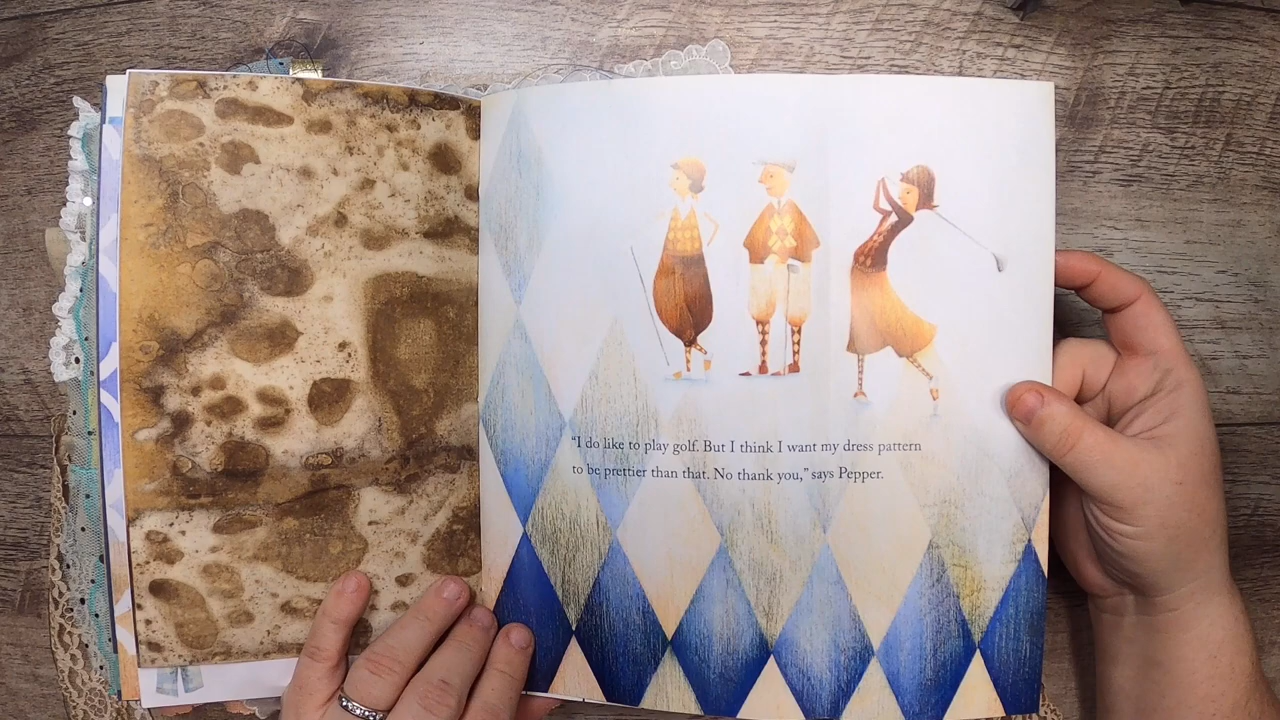 “I do like to play golf. But I think I want my dress pattern
to be prettier than that. No thank you,” says Pepper.